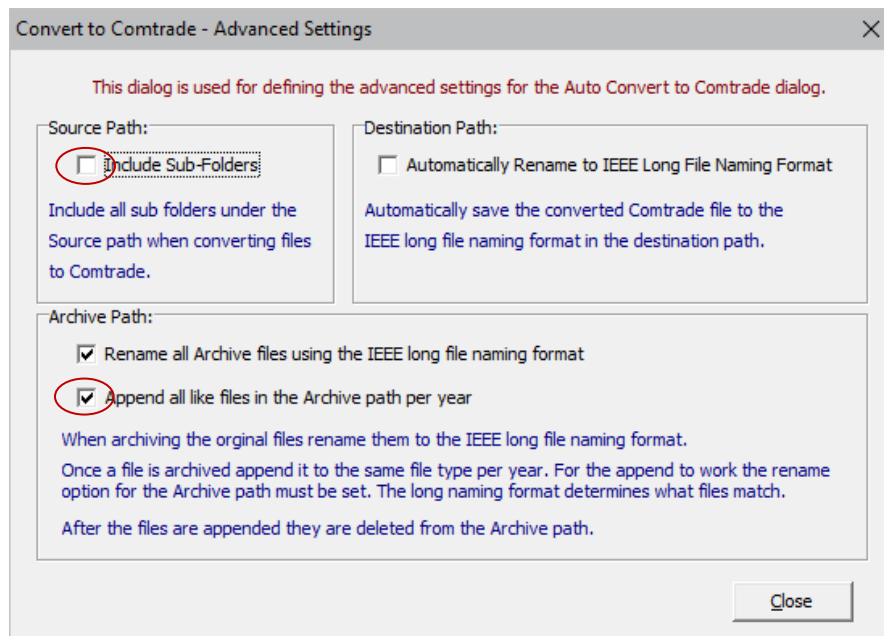 Convert to Comtrade - Advanced Settings
This dialog is used for defining the advanced settings for the Auto Convert to Comtrade dialog.
Source Path:
Include Sub-Folders
Include all sub folders under the
Source path when converting files
to Comtrade.
Destination Path:
Automatically Rename to IEEE Long File Naming Format
Automatically save the converted Comtrade file to the
IEEE long file naming format in the destination path.
Archive Path:
Rename all Archive files using the IEEE long file naming format
Append all like files in the Archive path per year
When archiving the orginal files rename them to the IEEE long file naming format.
Once a file is archived append it to the same file type per year. For the append to work the rename
option for the Archive path must be set. The long naming format determines what files match.
After the files are appended they are deleted from the Archive path.
Close